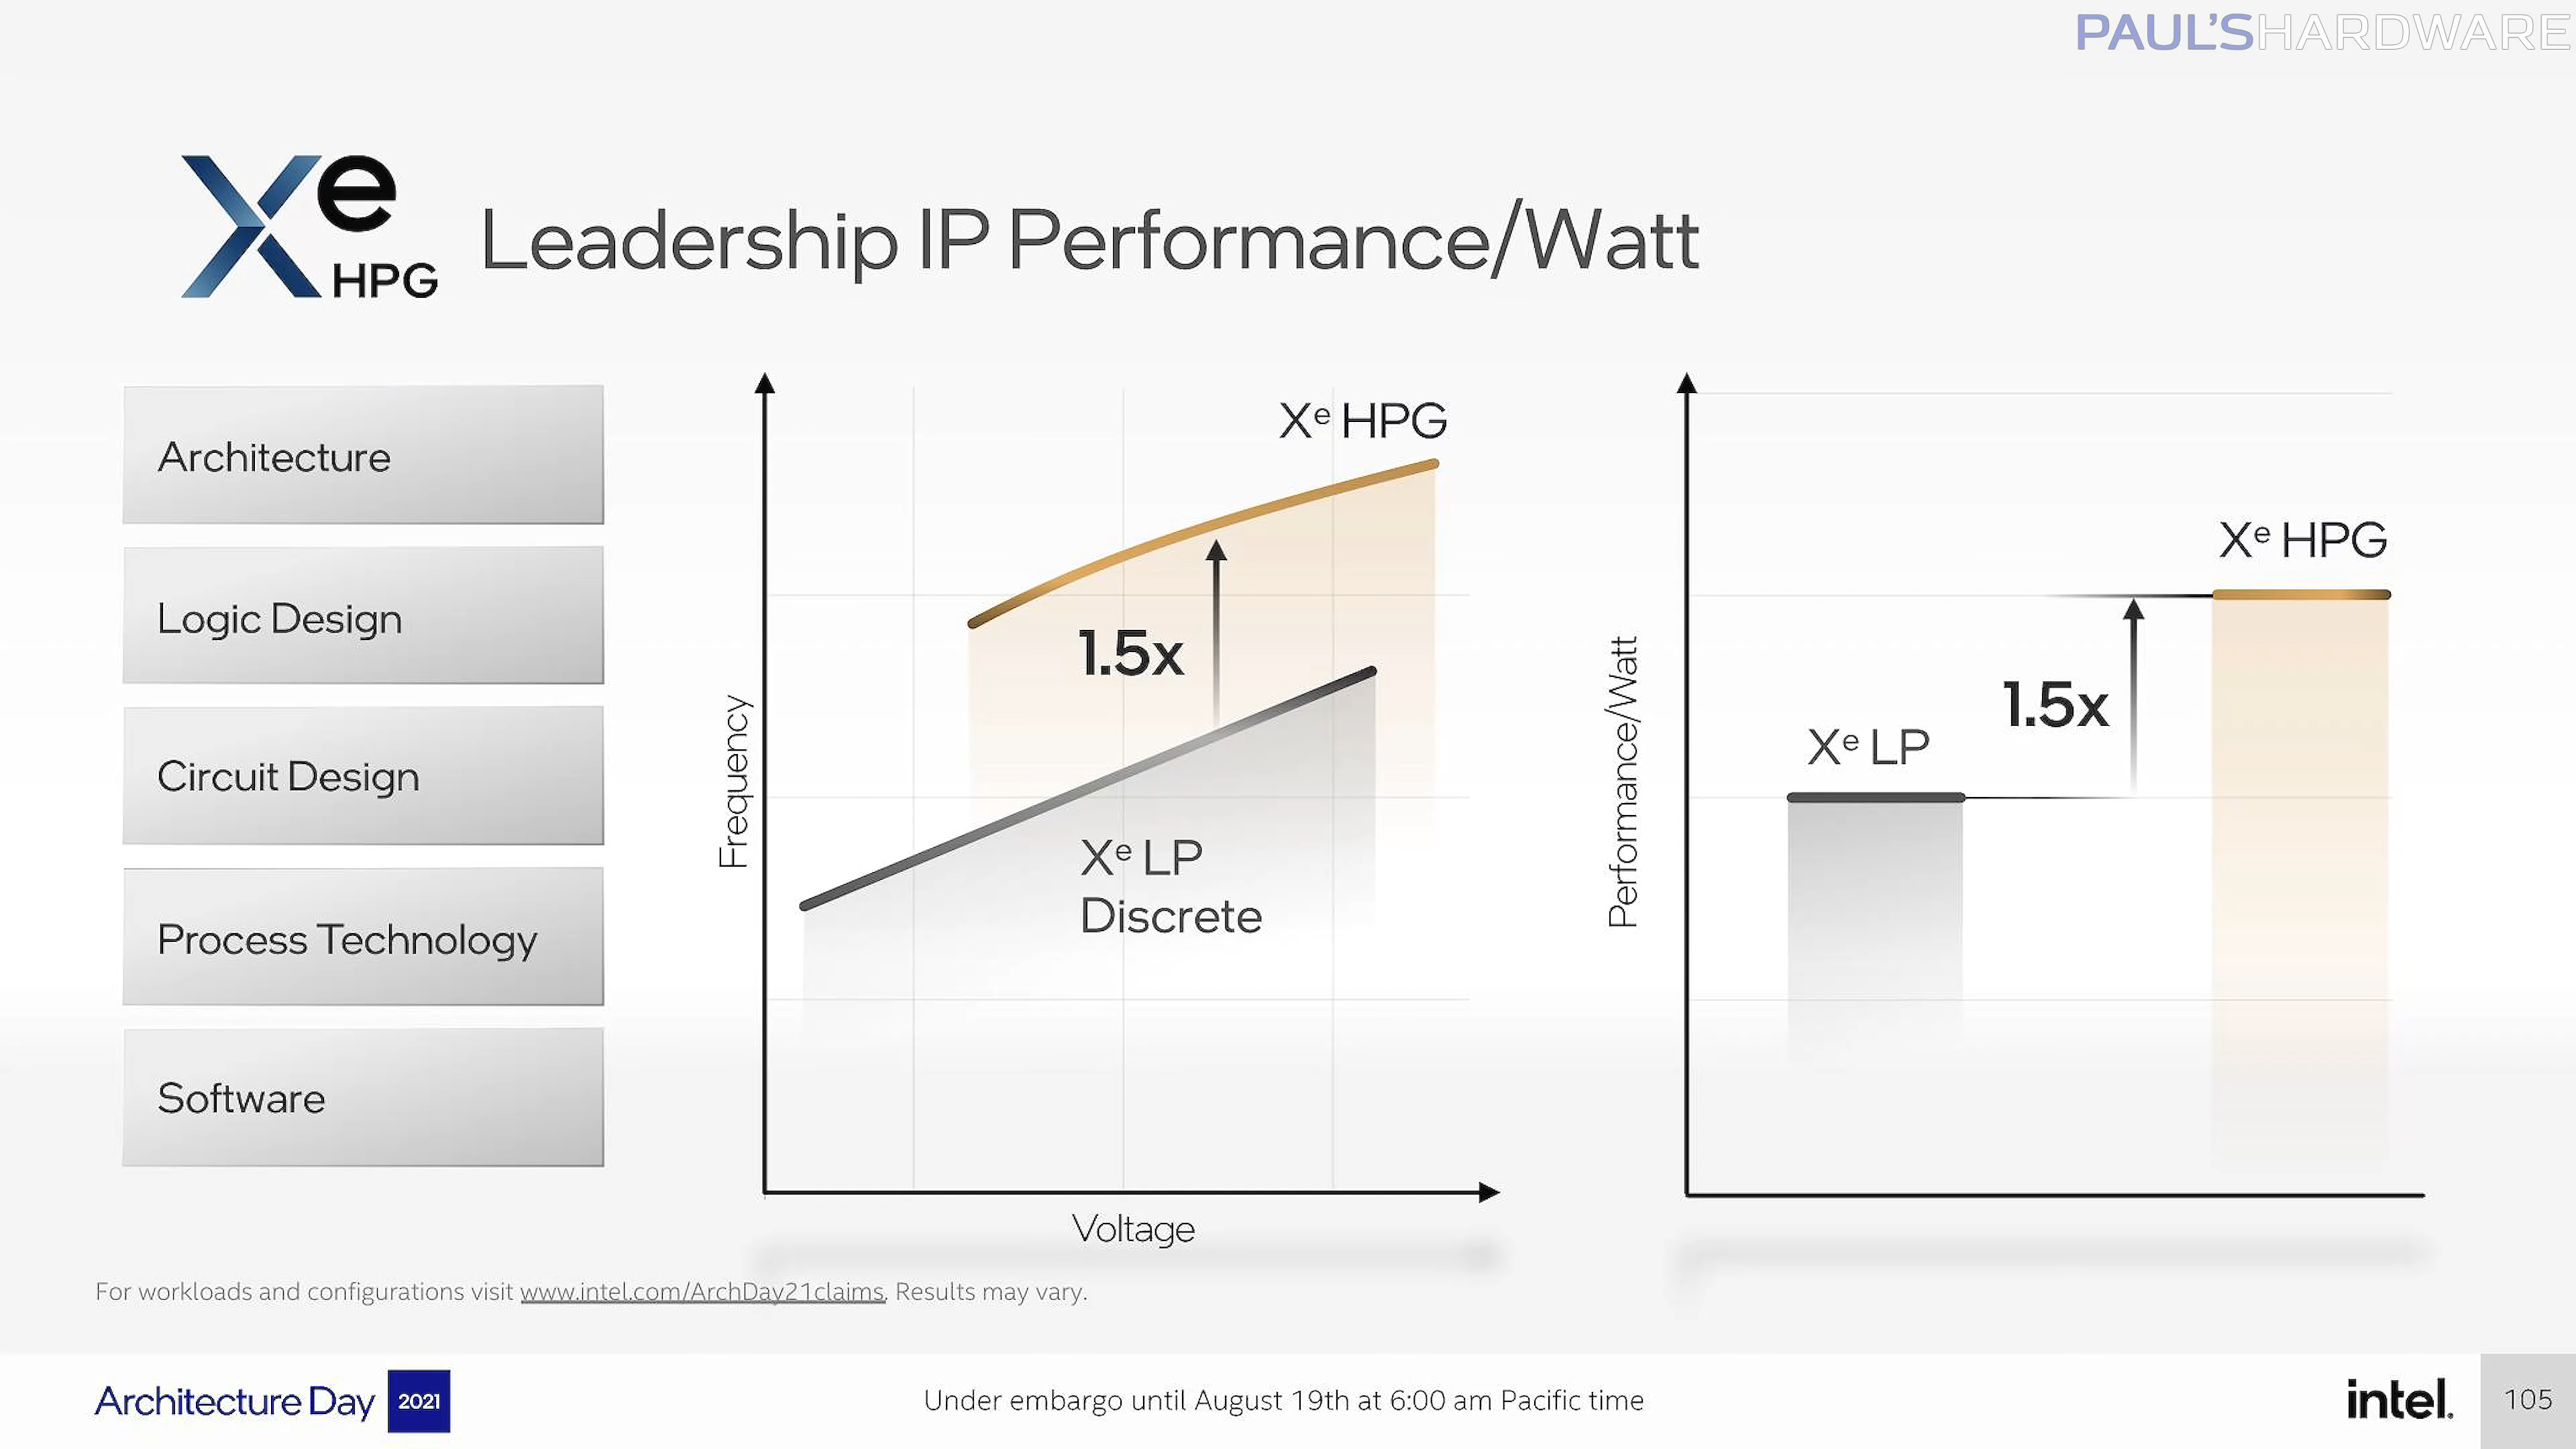 PAUL'SHARDWARE
Xe HPG
Leadership IP Performance/Watt
Architecture
Logic Design
Circuit Design
Process Technology
Software
Frequency
Xe HPG
1.5x
Xe LP
Discrete
Voltage
Performance/Watt
Xe LP
1.5x
Xe HPG
For workloads and configurations visit www.intel.com/ArchDay21claims. Results may vary.
Architecture Day 2021
Under embargo until August 19th at 6:00 am Pacific time
intel.
105